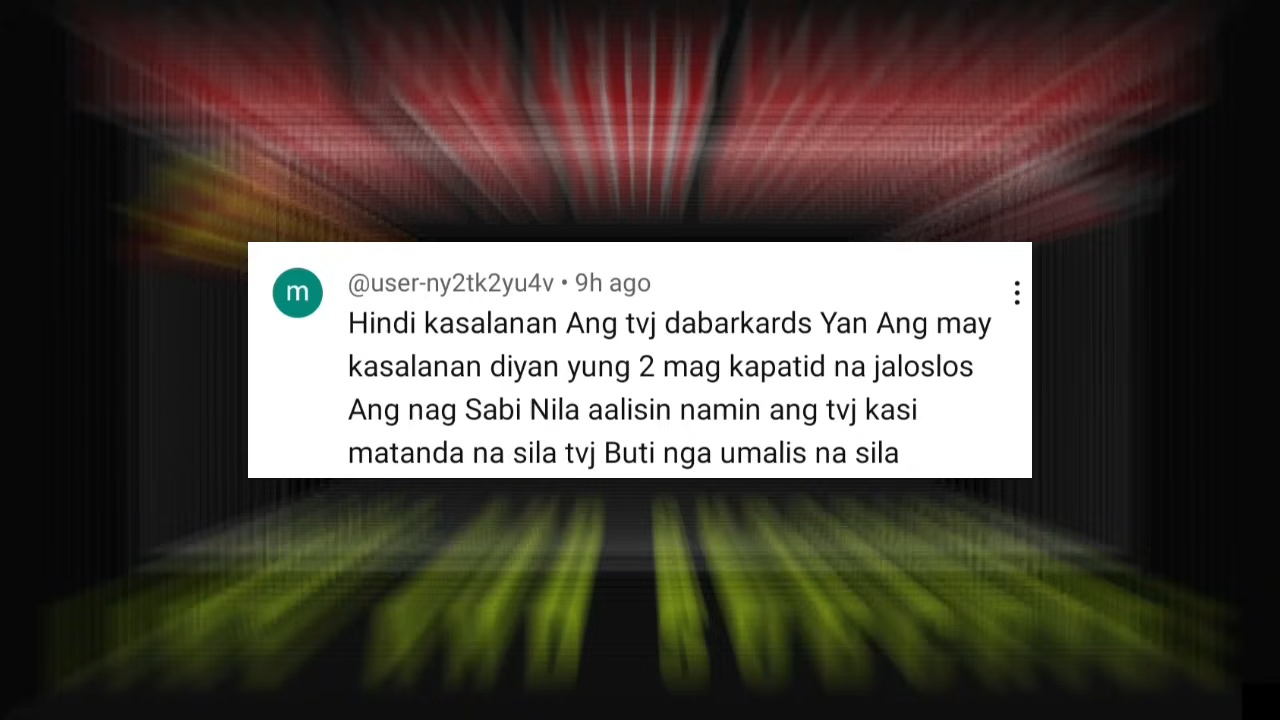 m
@user-ny2tk2yu4v • 9h ago
Hindi kasalanan Ang tvj dabarkards Yan Ang may
kasalanan diyan yung 2 mag kapatid na jaloslos
Ang nag Sabi Nila aalisin namin ang tvj kasi
matanda na sila tvj Buti nga umalis na sila